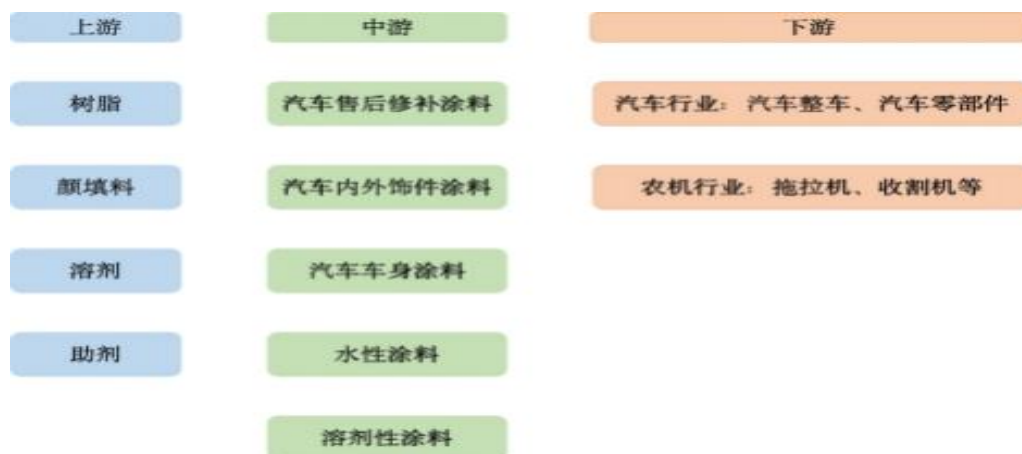 上游 中游 下游
树脂 汽车售后修补涂料 汽车行业：汽车整车、汽车零部件
颜填料 汽车内外饰件涂料 农机行业：拖拉机、收割机等
溶剂 汽车车身涂料
助剂 水性涂料
溶剂性涂料